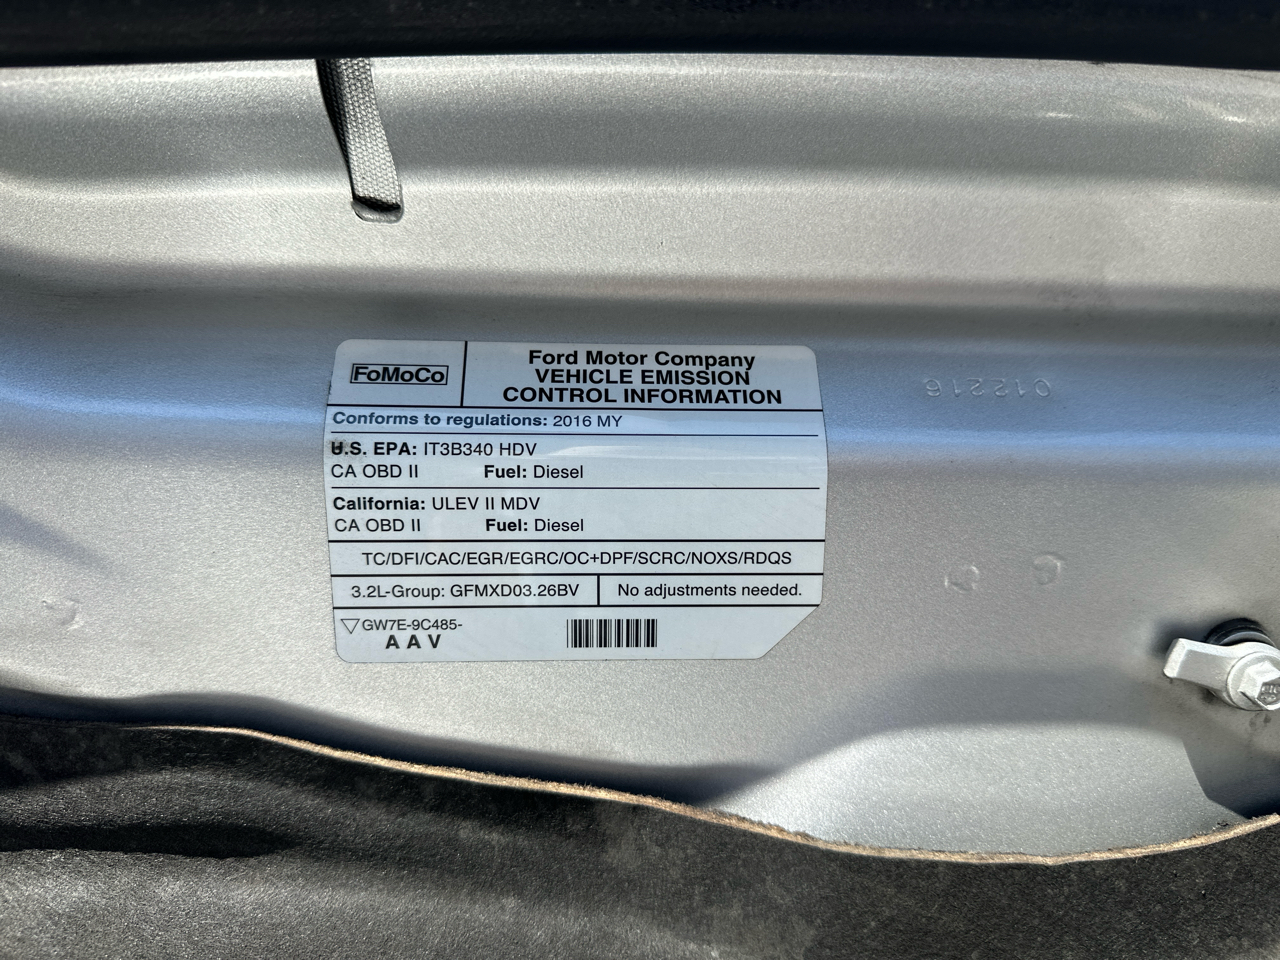 FoMoCo
Ford Motor Company
VEHICLE EMISSION
CONTROL INFORMATION
Conforms to regulations: 2016 MY
U.S. EPA: IT3B340 HDV
CA OBD II Fuel: Diesel
California: ULEV II MDV
CA OBD II Fuel: Diesel
TC/DFI/CAC/EGR/EGRC/OC+DPF/SCRC/NOXS/RDQS
3.2L-Group: GFMXD03.26BV No adjustments needed.
GW7E-9C485-
AAV
012216